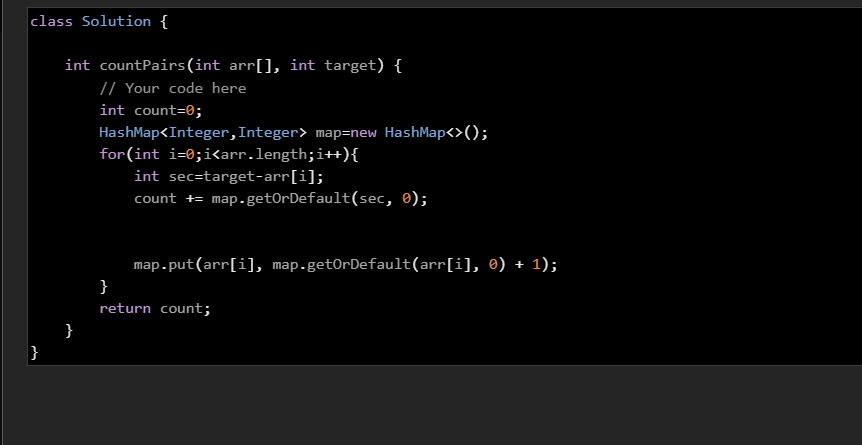 class Solution {
int countPairs(int arr[], int target) {
// Your code here
int count=0;
HashMap<Integer,Integer> map=new HashMap<>();
for(int i=0;i<arr.length;i++){
int sec=target-arr[i];
count += map.getOrDefault(sec, 0);
map.put(arr[i], map.getOrDefault(arr[i], 0) + 1);
}
return count;
}
}